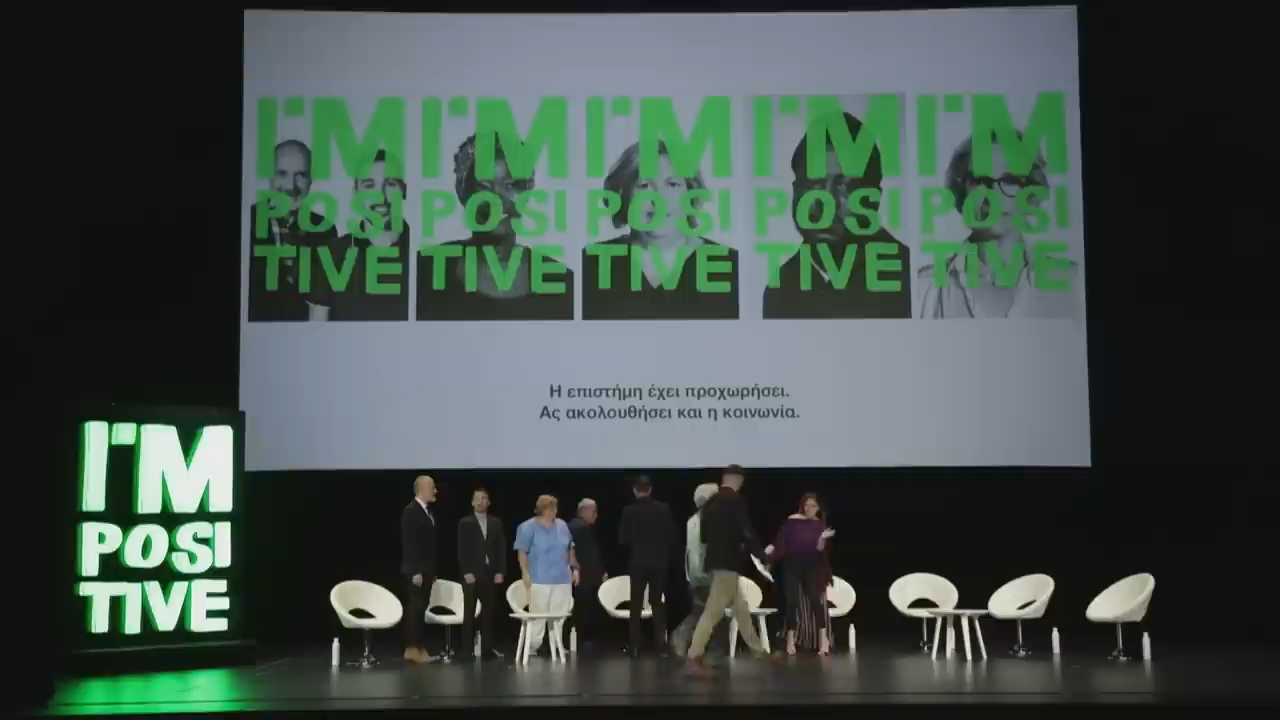 I'M I'M I'M I'M I'M
POSI POSI POSI POSI POSI
TIVE TIVE TIVE TIVE TIVE
Η επιστήμη έχει προχωρήσει.
Ας ακολουθήσει και η κοινωνία.
I'M
POSI
TIVE